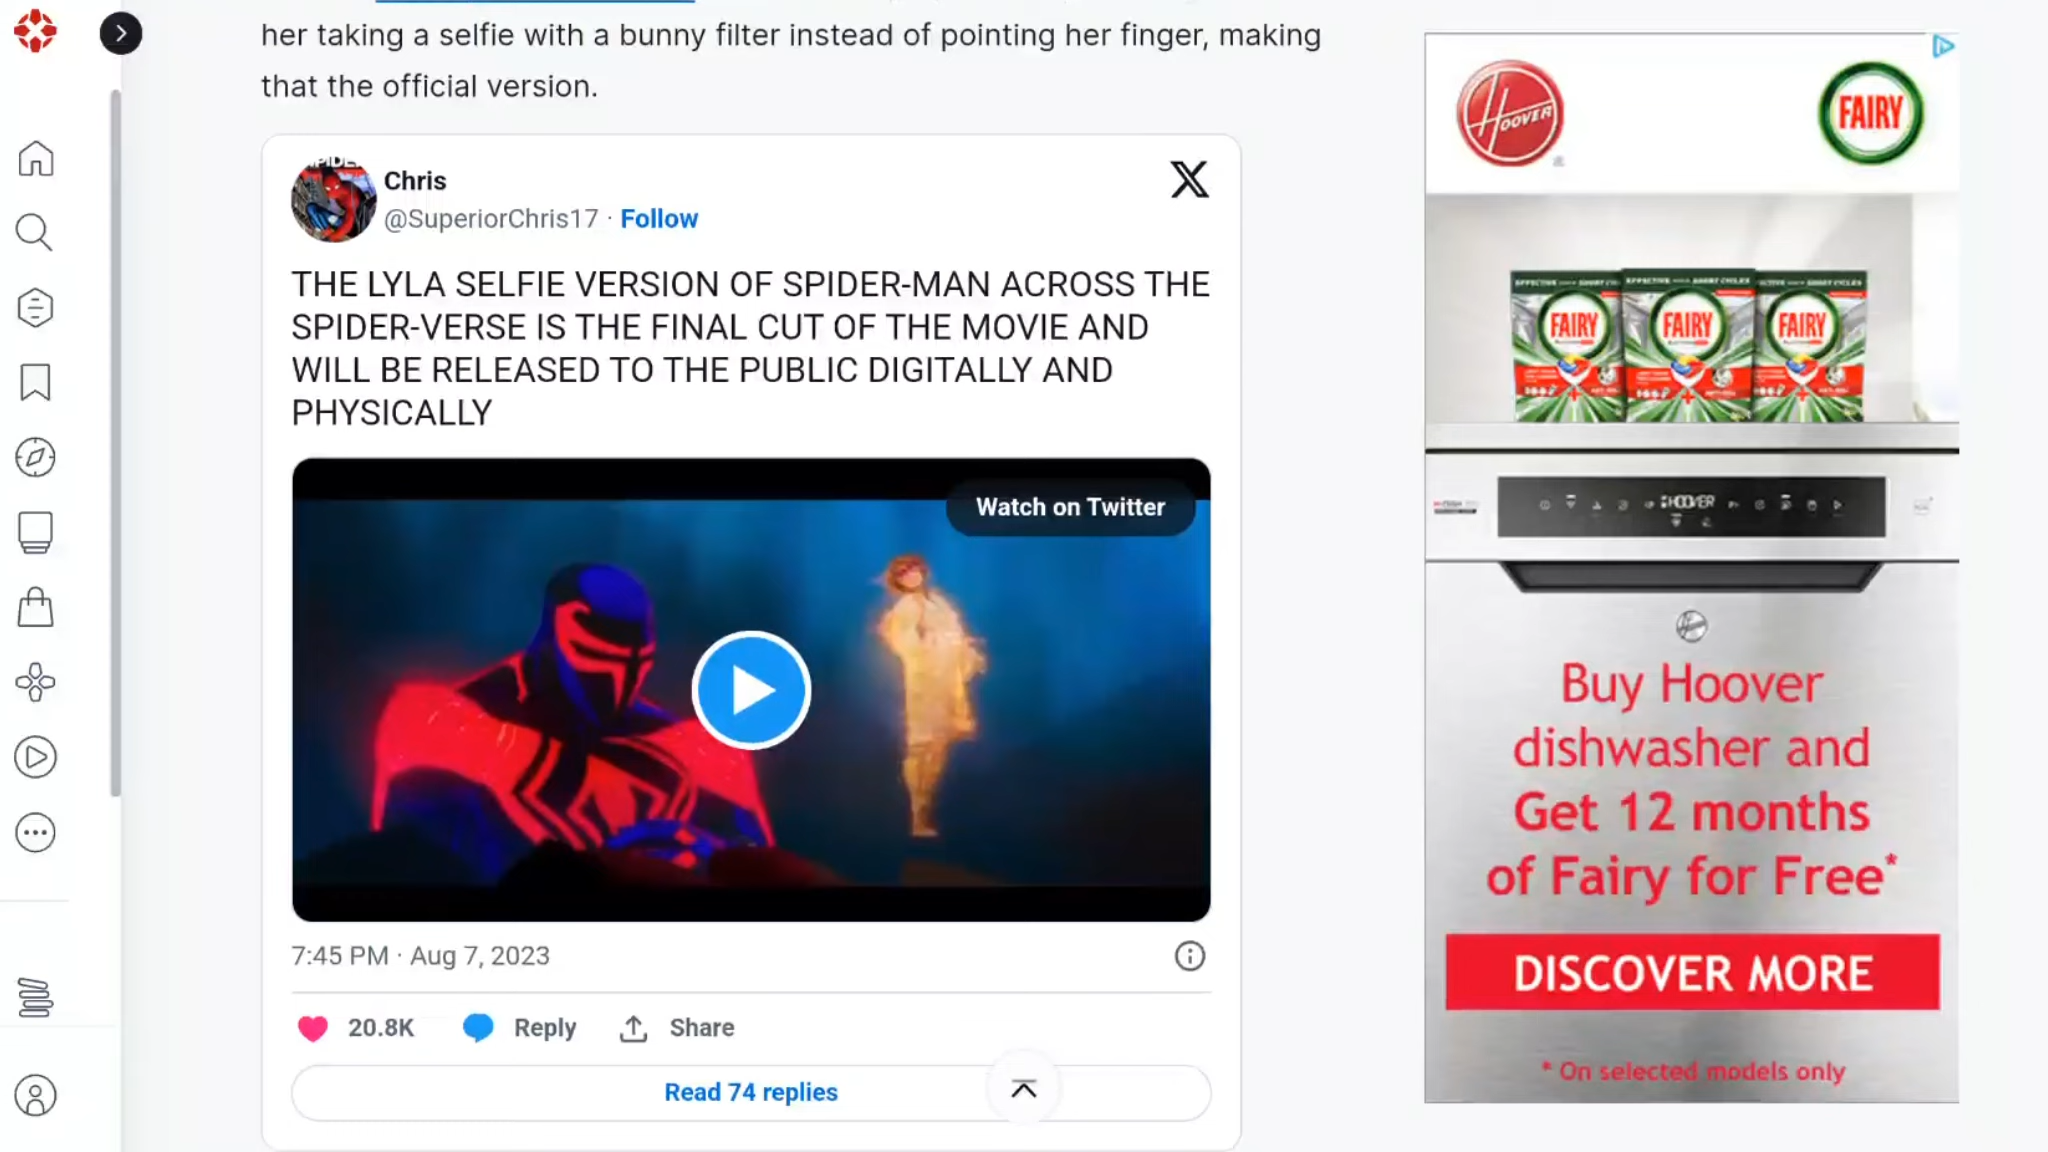 her taking a selfie with a bunny filter instead of pointing her finger, making
that the official version.
Chris
@SuperiorChris17 · Follow
THE LYLA SELFIE VERSION OF SPIDER-MAN ACROSS THE
SPIDER-VERSE IS THE FINAL CUT OF THE MOVIE AND
WILL BE RELEASED TO THE PUBLIC DIGITALLY AND
PHYSICALLY
Watch on Twitter
7:45 PM · Aug 7, 2023
20.8K Reply Share
Read 74 replies
HOOVER
FAIRY
FAIRY
FAIRY
FAIRY
HOOVER
Buy Hoover
dishwasher and
Get 12 months
of Fairy for Free*
DISCOVER MORE
* On selected models only